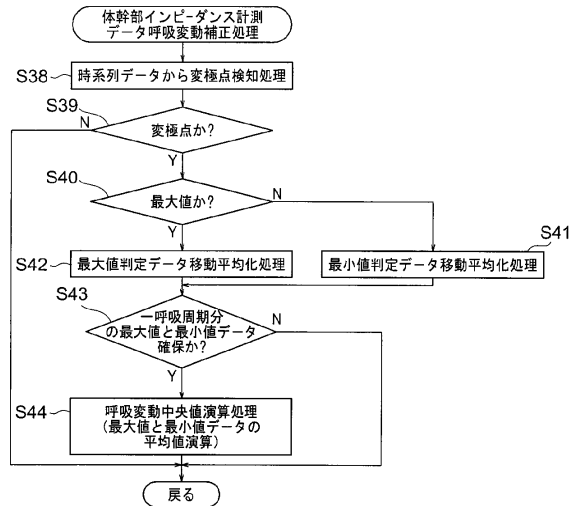 体幹部インピーダンス計測
データ呼吸変動補正処理
S38
時系列データから変極点検知処理
S39
N
変極点か?
Y
S40
最大値か?
N
Y
S41
S42
最大値判定データ移動平均化処理
最小値判定データ移動平均化処理
S43
一呼吸周期分
の最大値と最小値データ
確保か?
N
Y
S44
呼吸変動中央値演算処理
(最大値と最小値データの
平均値演算)
戻る